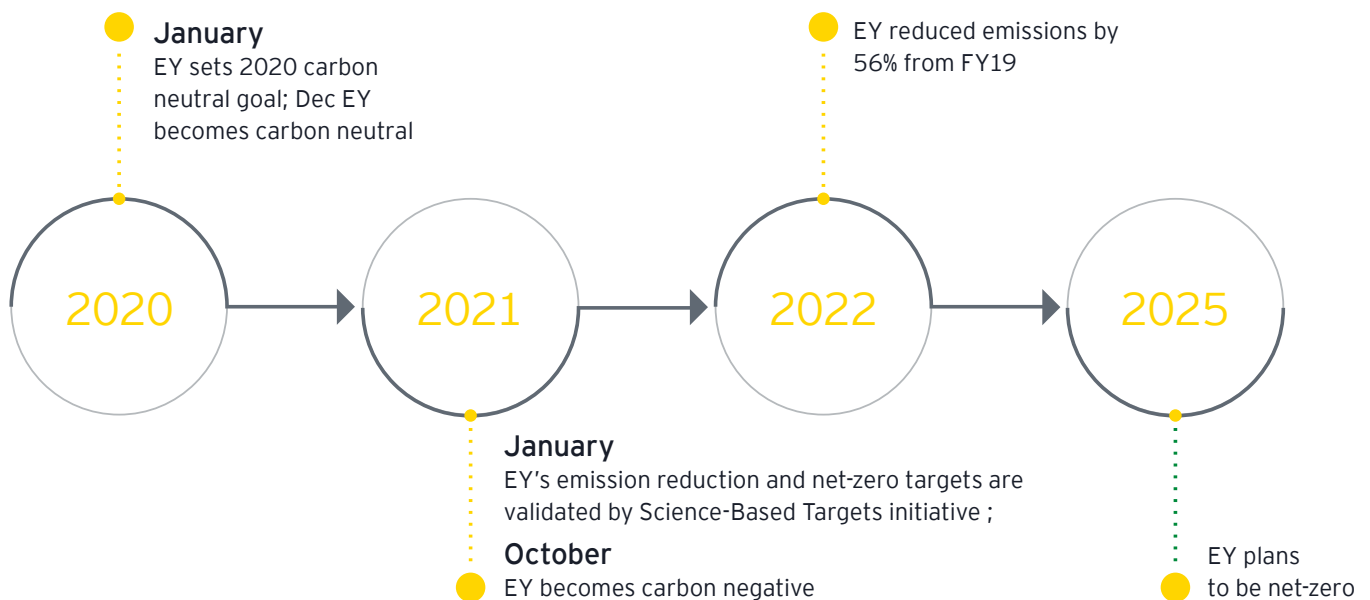 January
EY sets 2020 carbon
neutral goal; Dec EY
becomes carbon neutral
EY reduced emissions by
56% from FY19
2020
2021
2022
2025
January
EY’s emission reduction and net-zero targets are
validated by Science-Based Targets initiative ;
October
EY becomes carbon negative
EY plans
to be net-zero